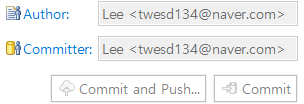 Author: Lee <twesd134@naver.com>
Committer: Lee <twesd134@naver.com>
Commit and Push... Commit